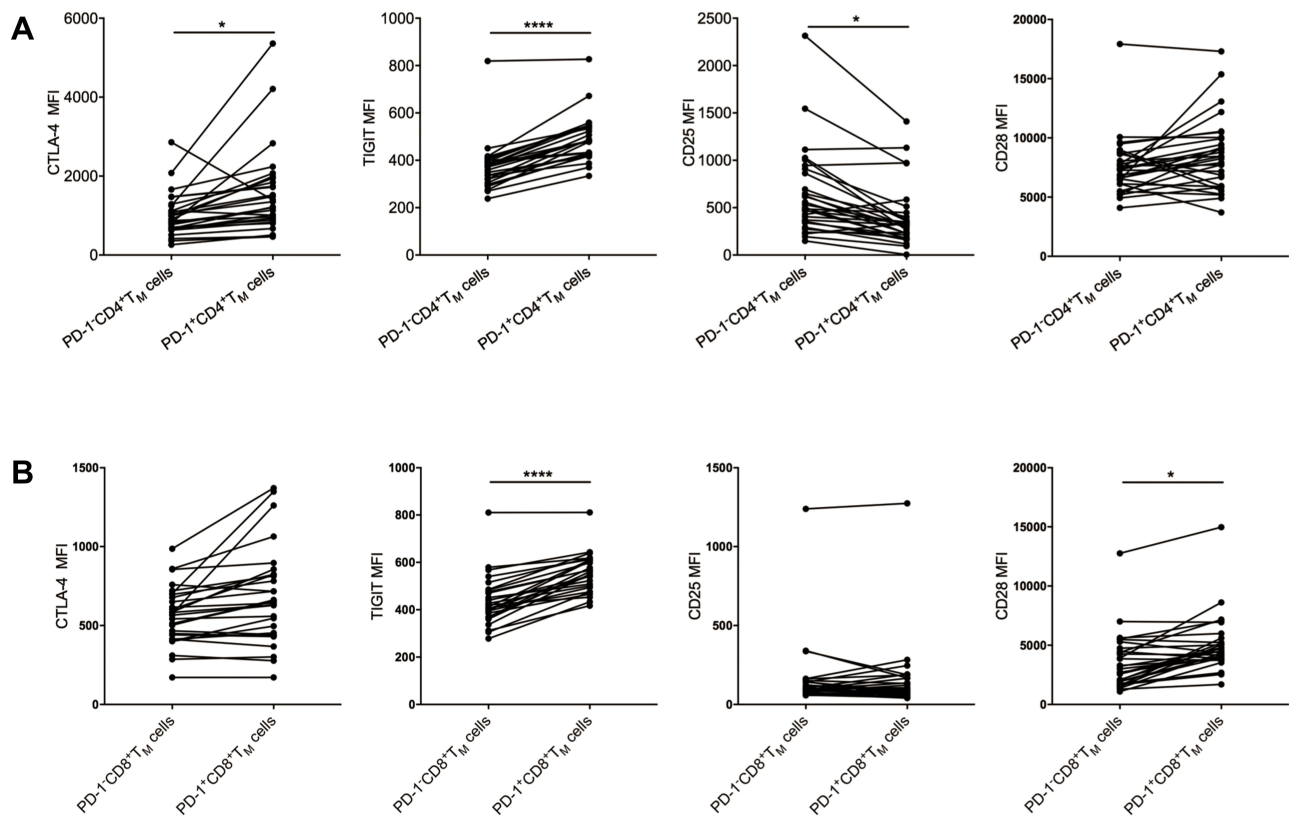 A
CTLA-4 MFI
6000
4000
2000
0
*
PD-1⁻CD4⁺T_M cells
PD-1⁺CD4⁺T_M cells
TIGIT MFI
1000
800
600
400
200
0
****
PD-1⁻CD4⁺T_M cells
PD-1⁺CD4⁺T_M cells
CD25 MFI
2500
2000
1500
1000
500
0
*
PD-1⁻CD4⁺T_M cells
PD-1⁺CD4⁺T_M cells
CD28 MFI
20000
15000
10000
5000
0
PD-1⁻CD4⁺T_M cells
PD-1⁺CD4⁺T_M cells
B
CTLA-4 MFI
1500
1000
500
0
PD-1⁻CD8⁺T_M cells
PD-1⁺CD8⁺T_M cells
TIGIT MFI
1000
800
600
400
200
0
****
PD-1⁻CD8⁺T_M cells
PD-1⁺CD8⁺T_M cells
CD25 MFI
1500
1000
500
0
PD-1⁻CD8⁺T_M cells
PD-1⁺CD8⁺T_M cells
CD28 MFI
20000
15000
10000
5000
0
*
PD-1⁻CD8⁺T_M cells
PD-1⁺CD8⁺T_M cells